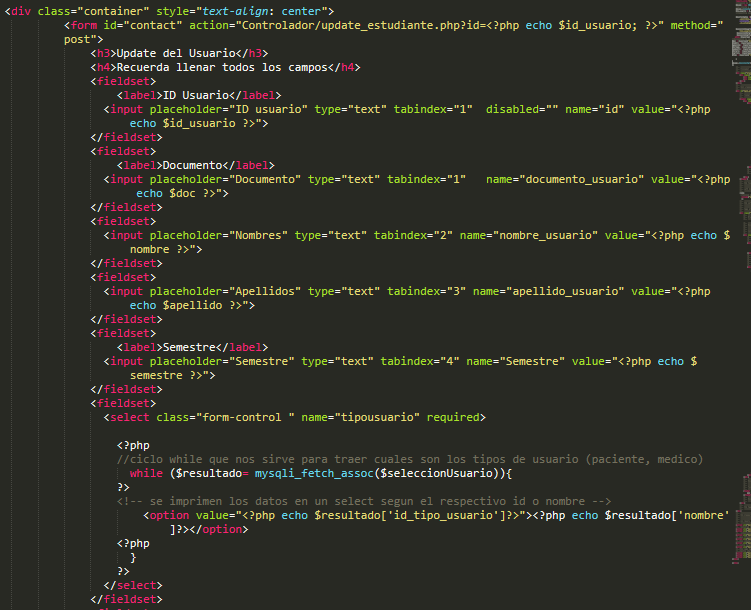 <div class="container" style="text-align: center">
<form id="contact" action="Controlador/update_estudiante.php?id=<?php echo $id_usuario; ?>" method="
post">
<h3>Update del Usuario</h3>
<h4>Recuerda llenar todos los campos</h4>
<fieldset>
<label>ID Usuario</label>
<input placeholder="ID usuario" type="text" tabindex="1"  disabled="" name="id" value="<?php
echo $id_usuario ?>">
</fieldset>
<fieldset>
<label>Documento</label>
<input placeholder="Documento" type="text" tabindex="1"   name="documento_usuario" value="<?php
echo $doc ?>">
</fieldset>
<fieldset>
<input placeholder="Nombres" type="text" tabindex="2" name="nombre_usuario" value="<?php echo $
nombre ?>">
</fieldset>
<fieldset>
<input placeholder="Apellidos" type="text" tabindex="3" name="apellido_usuario" value="<?php
echo $apellido ?>">
</fieldset>
<fieldset>
<label>Semestre</label>
<input placeholder="Semestre" type="text" tabindex="4" name="Semestre" value="<?php echo $
semestre ?>">
</fieldset>
<fieldset>
<select class="form-control " name="tipousuario" required>
<?php
//ciclo while que nos sirve para traer cuales son los tipos de usuario (paciente, medico)
while ($resultado= mysqli_fetch_assoc($seleccionUsuario)){
?>
<!-- se imprimen los datos en un select segun el respectivo id o nombre -->
<option value="<?php echo $resultado['id_tipo_usuario']?>"><?php echo $resultado['nombre'
]?></option>
<?php
}
?>
</select>
</fieldset>